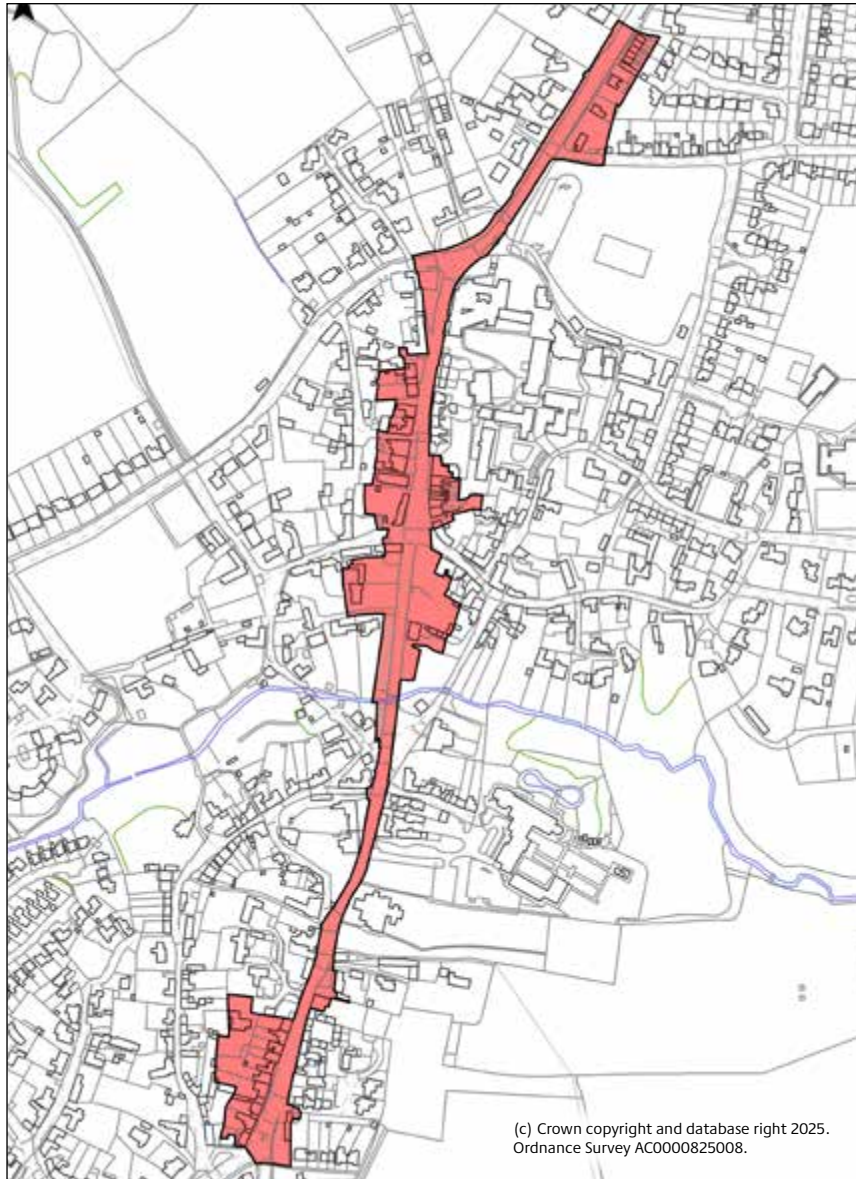 (c) Crown copyright and database right 2025.
Ordnance Survey AC0000825008.